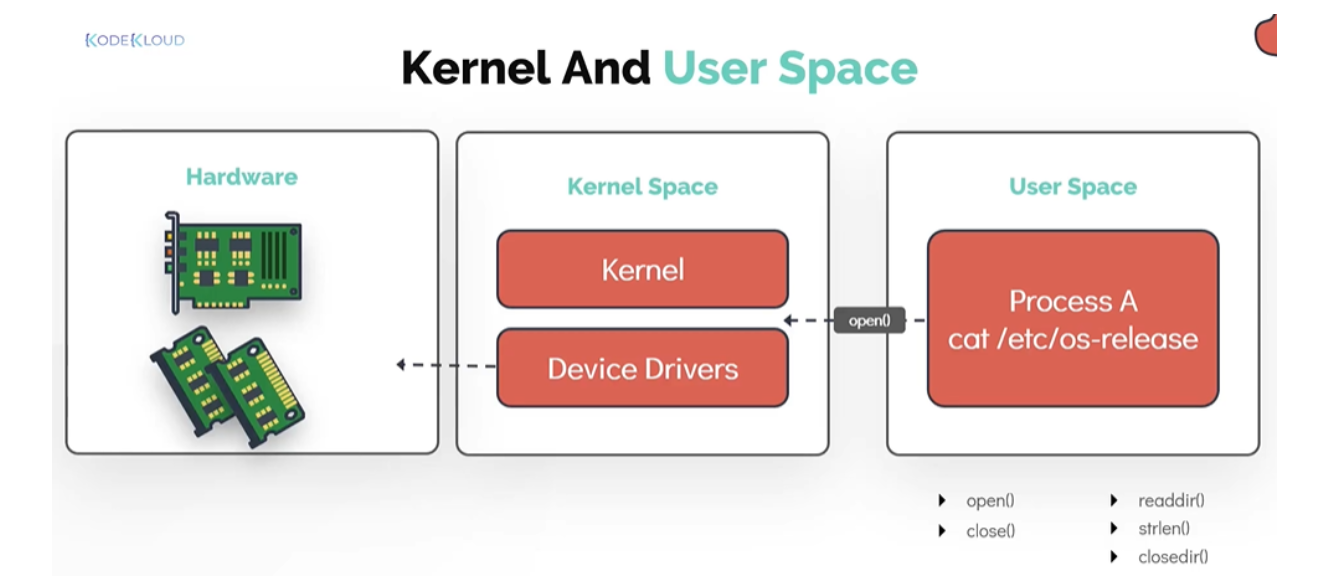 KODEKLOUD
Kernel And User Space
Hardware
Kernel Space
Kernel
Device Drivers
open()
User Space
Process A
cat /etc/os-release
open()
close()
readdir()
strlen()
closedir()